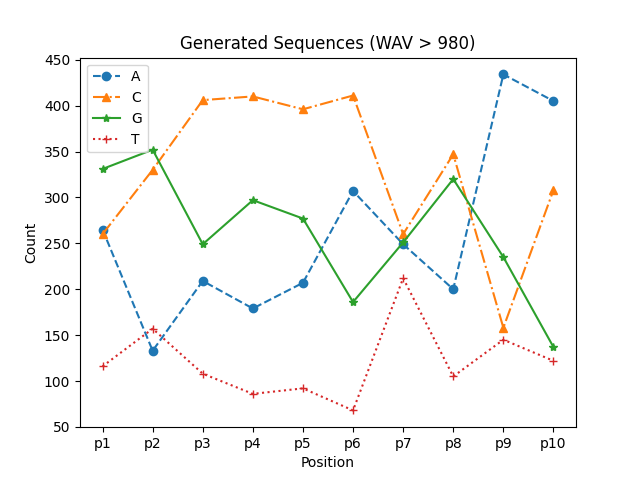 Generated Sequences (WAV > 980)
450
400
350
300
250
200
150
100
50
Count
A
C
G
T
p1 p2 p3 p4 p5 p6 p7 p8 p9 p10
Position